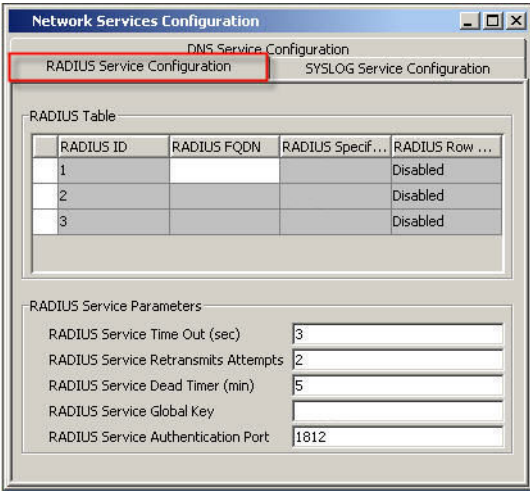 Network Services Configuration
DNS Service Configuration
RADIUS Service Configuration
SYSLOG Service Configuration
RADIUS Table
RADIUS ID RADIUS FQDN RADIUS Specif... RADIUS Row ...
1 Disabled
2 Disabled
3 Disabled
RADIUS Service Parameters
RADIUS Service Time Out (sec) 3
RADIUS Service Retransmits Attempts 2
RADIUS Service Dead Timer (min) 5
RADIUS Service Global Key
RADIUS Service Authentication Port 1812